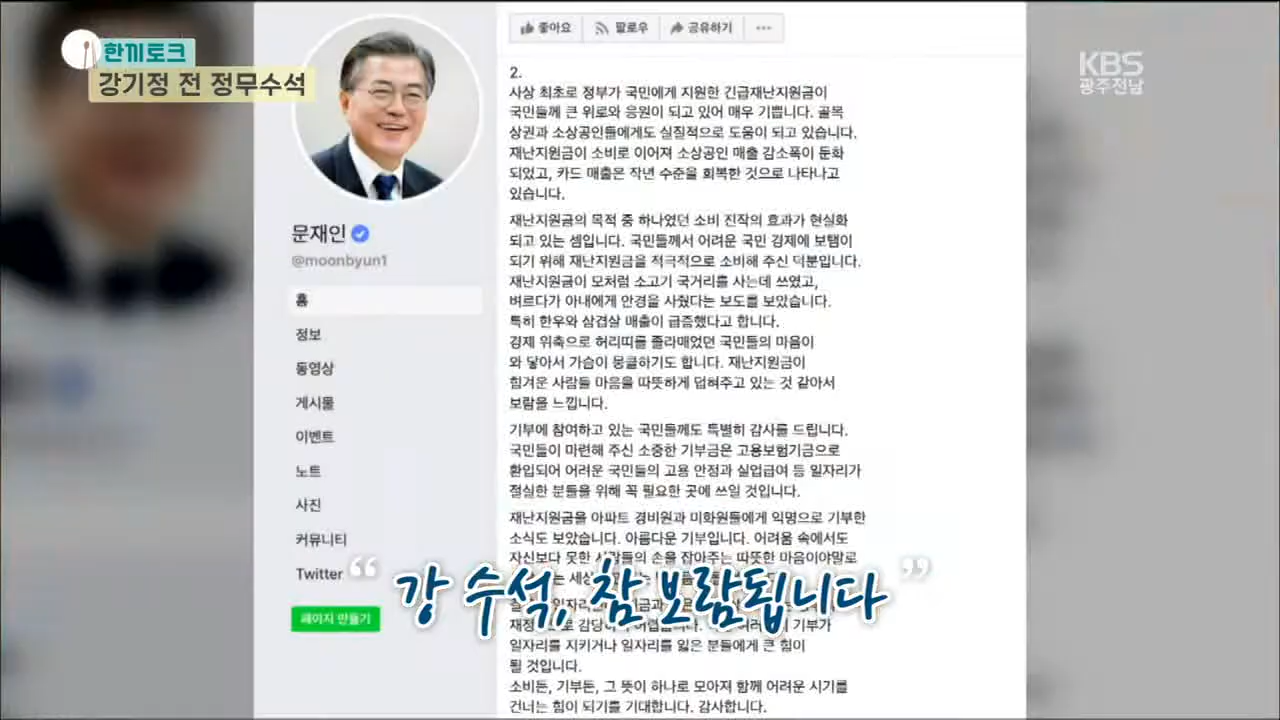 한끼토크
강기정 전 정무수석
KBS
광주전남
문재인
@moonbyun1
홈
정보
동영상
게시물
이벤트
노트
사진
커뮤니티
Twitter
페이지 만들기
좋아요 팔로우 공유하기 ...
2.
사상 최초로 정부가 국민에게 지원한 긴급재난지원금이
국민들께 큰 위로와 응원이 되고 있어 매우 기쁩니다. 골목
상권과 소상공인들에게도 실질적으로 도움이 되고 있습니다.
재난지원금이 소비로 이어져 소상공인 매출 감소폭이 둔화
되었고, 카드 매출은 작년 수준을 회복한 것으로 나타나고
있습니다.
재난지원금의 목적 중 하나였던 소비 진작의 효과가 현실화
되고 있는 셈입니다. 국민들께서 어려운 국민 경제에 보탬이
되기 위해 재난지원금을 적극적으로 소비해 주신 덕분입니다.
재난지원금이 모처럼 소고기 국거리를 사는데 쓰였고,
벼르다가 아내에게 안경을 사줬다는 보도를 보았습니다.
특히 한우와 삼겹살 매출이 급증했다고 합니다.
경제 위축으로 허리띠를 졸라매었던 국민들의 마음이
와 닿아서 가슴이 뭉클하기도 합니다. 재난지원금이
힘겨운 사람들 마음을 따뜻하게 덥혀주고 있는 것 같아서
보람을 느낍니다.
기부에 참여하고 있는 국민들께도 특별히 감사를 드립니다.
국민들이 마련해 주신 소중한 기부금은 고용보험기금으로
환입되어 어려운 국민들의 고용 안정과 실업급여 등 일자리가
절실한 분들을 위해 꼭 필요한 곳에 쓰일 것입니다.
재난지원금을 아파트 경비원과 미화원들에게 익명으로 기부한
소식도 보았습니다. 아름다운 기부입니다. 어려움 속에서도
자신보다 못한 사람들의 손을 잡아주는 따뜻한 마음이야말로
“강 수석, 참 보람됩니다”
일자리를 지키거나 일자리를 잃은 분들에게 큰 힘이
될 것입니다.
소비든, 기부든, 그 뜻이 하나로 모아져 함께 어려운 시기를
건너는 힘이 되기를 기대합니다. 감사합니다.